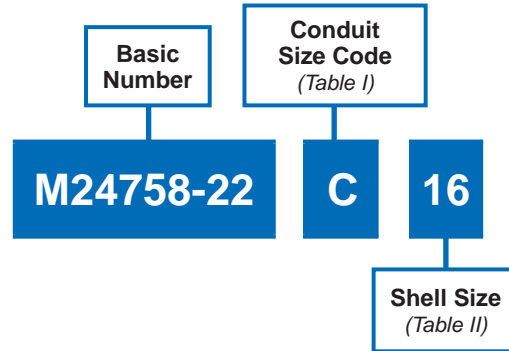 Basic
Number
Conduit
Size Code
(Table I)
M24758-22
C
16
Shell Size
(Table II)